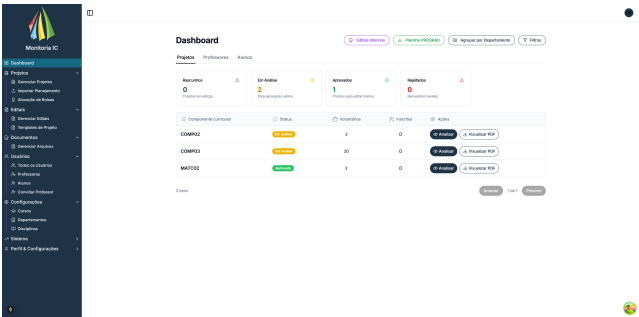 Monitoria IC
Dashboard
Projetos
Gerenciar Projetos
Importar Planejamento
Alocação de Bolsas
Editais
Gerenciar Editais
Templates de Projeto
Documentos
Gerenciar Arquivos
Usuários
Todos os Usuários
Professores
Alunos
Convidar Professor
Configurações
Cursos
Departamentos
Disciplinas
Sistema
Perfil & Configurações
Dashboard
Editais Internos
Planilha PROGRAD
Agrupar por Departamento
Filtros
Projetos Professores Alunos
Rascunhos
0
Projetos em edição
Em Análise
2
Para aprovação admin
Aprovados
1
Prontos para edital interno
Rejeitados
0
Necessitam revisão
Componente curricular Status Voluntários Inscritos Ações
COMP02 Em análise 2 0 Analisar Visualizar PDF
COMP03 Em análise 20 0 Analisar Visualizar PDF
MATC02 Aprovado 2 0 Analisar Visualizar PDF
3 itens
Anterior 1 de 1 Próximo